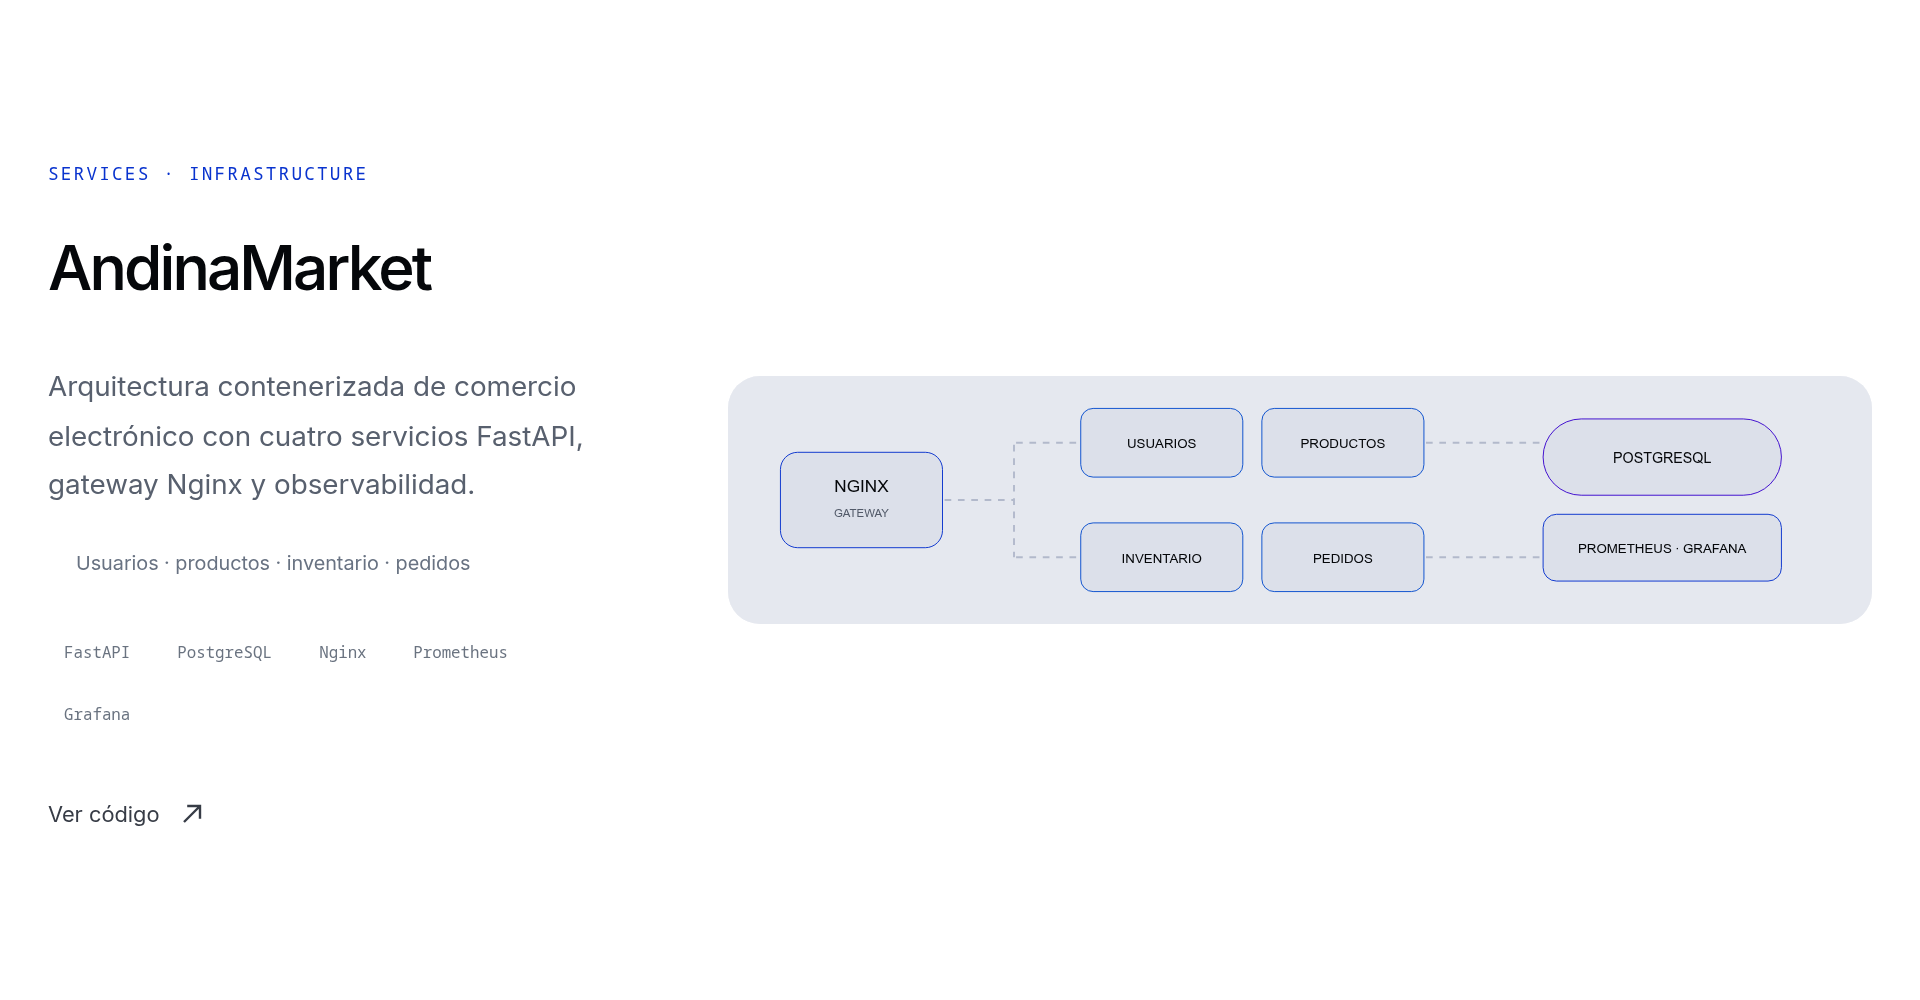 SERVICES · INFRASTRUCTURE
AndinaMarket
Arquitectura contenerizada de comercio
electrónico con cuatro servicios FastAPI,
gateway Nginx y observabilidad.
Usuarios · productos · inventario · pedidos
FastAPI PostgreSQL Nginx Prometheus
Grafana
Ver código
NGINX
GATEWAY
USUARIOS
PRODUCTOS
INVENTARIO
PEDIDOS
POSTGRESQL
PROMETHEUS · GRAFANA